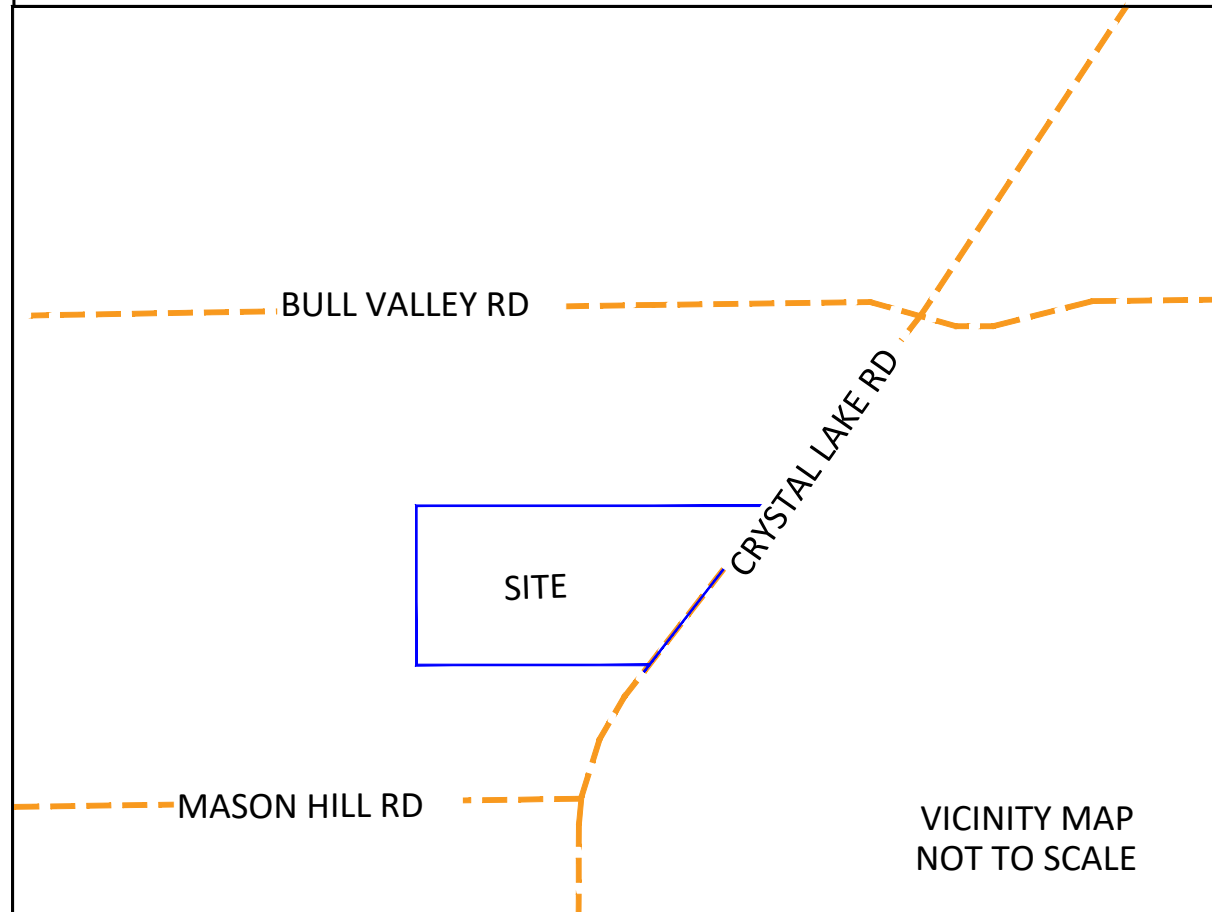 BULL VALLEY RD
CRYSTAL LAKE RD
SITE
MASON HILL RD
VICINITY MAP
NOT TO SCALE